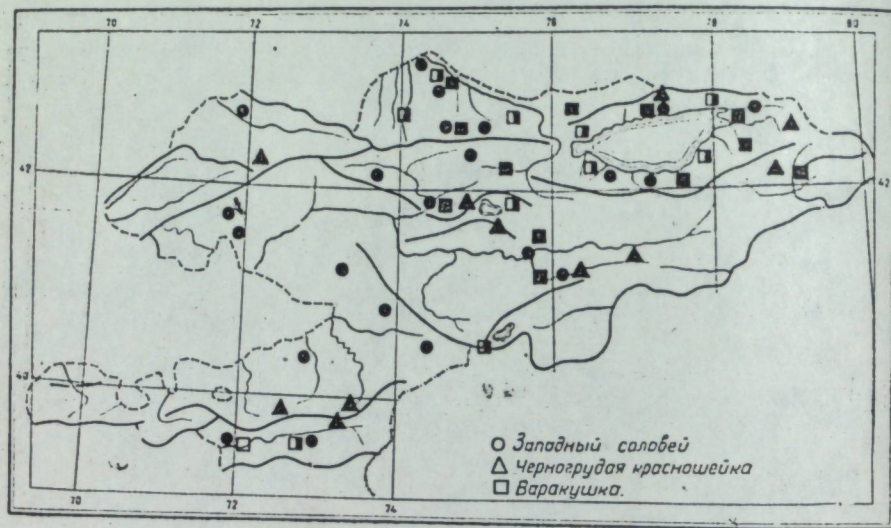 70 72 74 76 78 80
42 42
40
○ Западный соловей
△ Черногрудая красношейка
□ Варакушка.
70 72 74